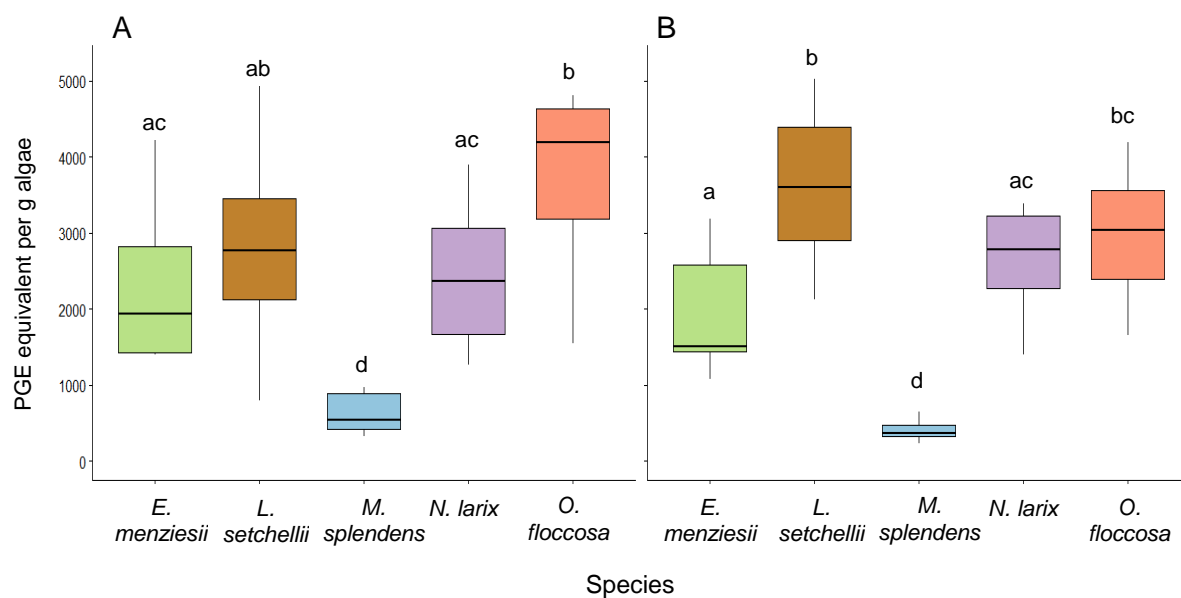 A
B
PGE equivalent per g algae
5000
4000
3000
2000
1000
0
ac
ab
d
ac
b
a
b
d
ac
bc
E.
menziesii
L.
setchellii
M.
splendens
N. larix
O.
floccosa
E.
menziesii
L.
setchellii
M.
splendens
N. larix
O.
floccosa
Species